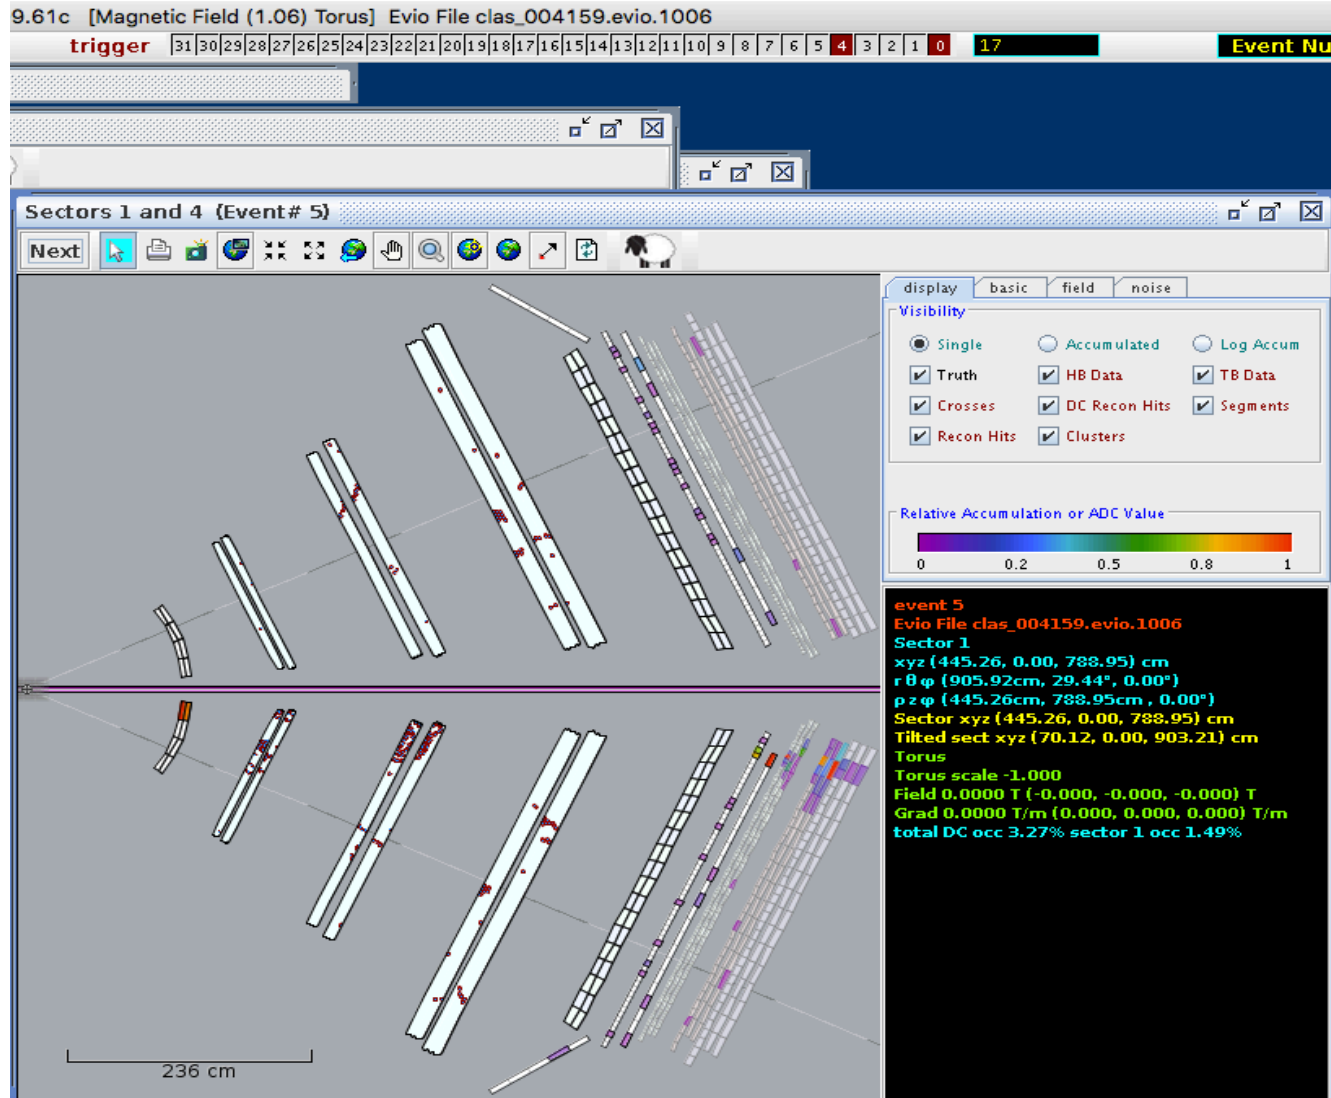 9.61c [Magnetic Field (1.06) Torus] Evio File clas_004159.evio.1006
trigger 31 30 29 28 27 26 25 24 23 22 21 20 19 18 17 16 15 14 13 12 11 10 9 8 7 6 5 4 3 2 1 0 17 Event Nu
Sectors 1 and 4 (Event# 5)
Next
display basic field noise
Visibility
Single Accumulated Log Accum
Truth HB Data TB Data
Crosses DC Recon Hits Segments
Recon Hits Clusters
Relative Accumulation or ADC Value
0 0.2 0.5 0.8 1
event 5
Evio File clas_004159.evio.1006
Sector 1
xyz (445.26, 0.00, 788.95) cm
r θ φ (905.92cm, 29.44°, 0.00°)
ρ z φ (445.26cm, 788.95cm , 0.00°)
Sector xyz (445.26, 0.00, 788.95) cm
Tilted sect xyz (70.12, 0.00, 903.21) cm
Torus
Torus scale -1.000
Field 0.0000 T (-0.000, -0.000, -0.000) T
Grad 0.0000 T/m (0.000, 0.000, 0.000) T/m
total DC occ 3.27% sector 1 occ 1.49%
236 cm